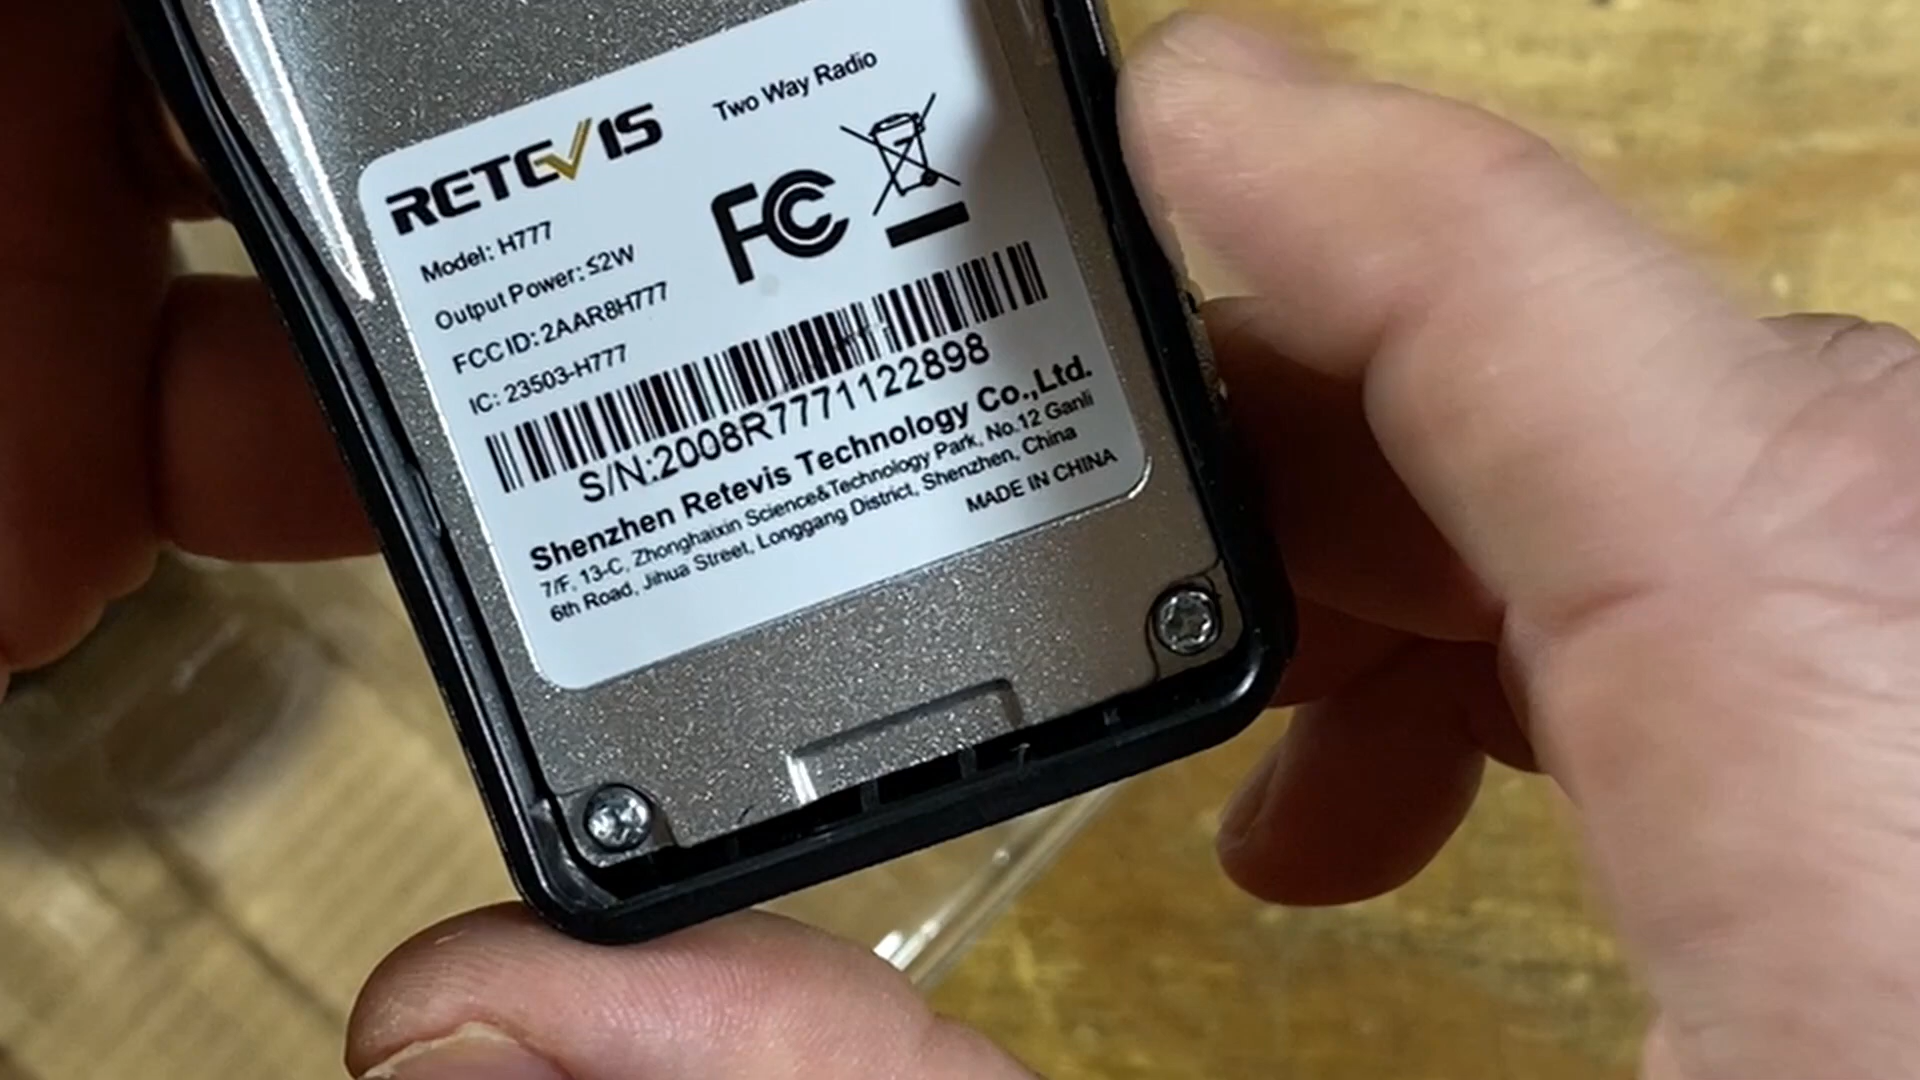 RETEVIS
Two Way Radio
Model: H777
Output Power: ≤2W
FCC ID: 2AAR8H777
IC: 23503-H777
FC
S/N:2008R7771122898
Shenzhen Retevis Technology Co.,Ltd.
7/F, 13-C, Zhonghaixin Science&Technology Park, No.12 Ganli
6th Road, Jihua Street, Longgang District, Shenzhen, China
MADE IN CHINA